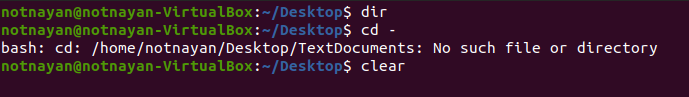 notnayan@notnayan-VirtualBox:~/Desktop$ dir
notnayan@notnayan-VirtualBox:~/Desktop$ cd -
bash: cd: /home/notnayan/Desktop/TextDocuments: No such file or directory
notnayan@notnayan-VirtualBox:~/Desktop$ clear